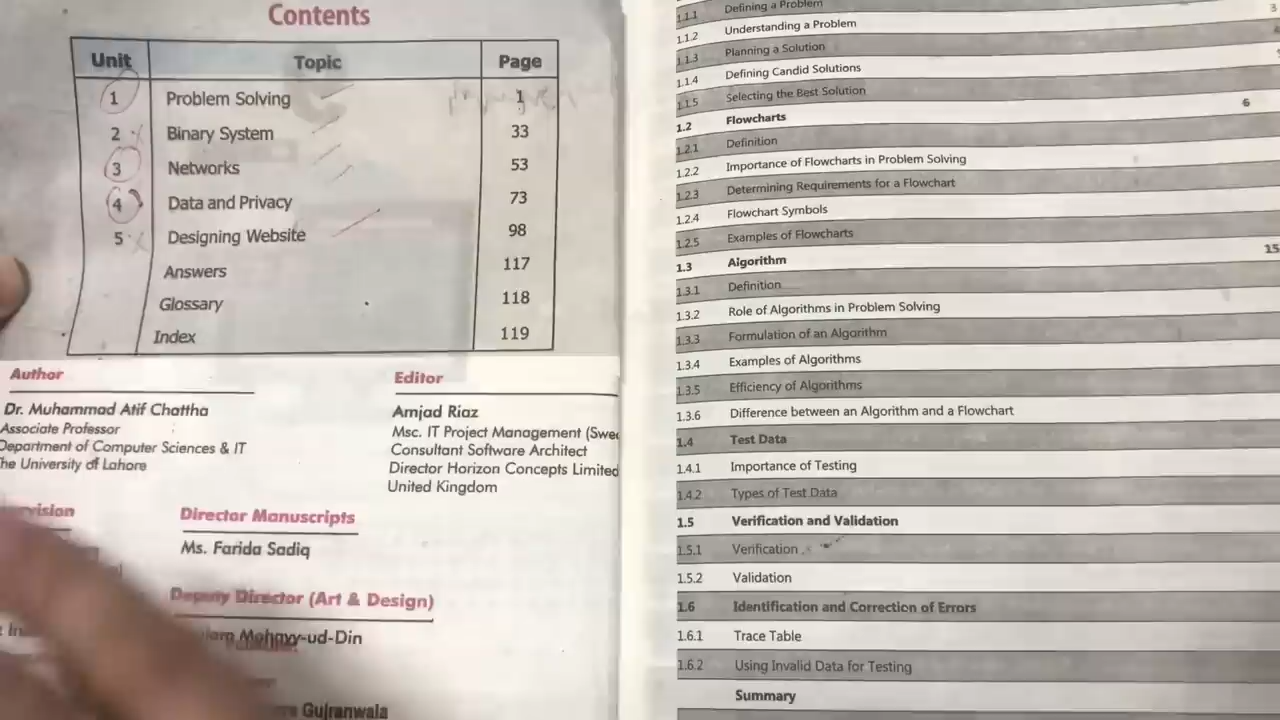 Contents
Unit Topic Page
1 Problem Solving 1
2 Binary System 33
3 Networks 53
4 Data and Privacy 73
5 Designing Website 98
Answers 117
Glossary 118
Index 119
Author
Dr. Muhammad Atif Chattha
Associate Professor
Department of Computer Sciences & IT
The University of Lahore
Editor
Amjad Riaz
Msc. IT Project Management (Swe
Consultant Software Architect
Director Horizon Concepts Limited
United Kingdom
vision
Director Manuscripts
Ms. Farida Sadiq
Deputy Director (Art & Design)
Mohayy-ud-Din
Gujranwala
1.1.1 Defining a Problem 3
1.1.2 Understanding a Problem
1.1.3 Planning a Solution
1.1.4 Defining Candid Solutions
1.1.5 Selecting the Best Solution
1.2 Flowcharts 6
1.2.1 Definition
1.2.2 Importance of Flowcharts in Problem Solving
1.2.3 Determining Requirements for a Flowchart
1.2.4 Flowchart Symbols
1.2.5 Examples of Flowcharts
1.3 Algorithm 15
1.3.1 Definition
1.3.2 Role of Algorithms in Problem Solving
1.3.3 Formulation of an Algorithm
1.3.4 Examples of Algorithms
1.3.5 Efficiency of Algorithms
1.3.6 Difference between an Algorithm and a Flowchart
1.4 Test Data
1.4.1 Importance of Testing
1.4.2 Types of Test Data
1.5 Verification and Validation
1.5.1 Verification
1.5.2 Validation
1.6 Identification and Correction of Errors
1.6.1 Trace Table
1.6.2 Using Invalid Data for Testing
Summary